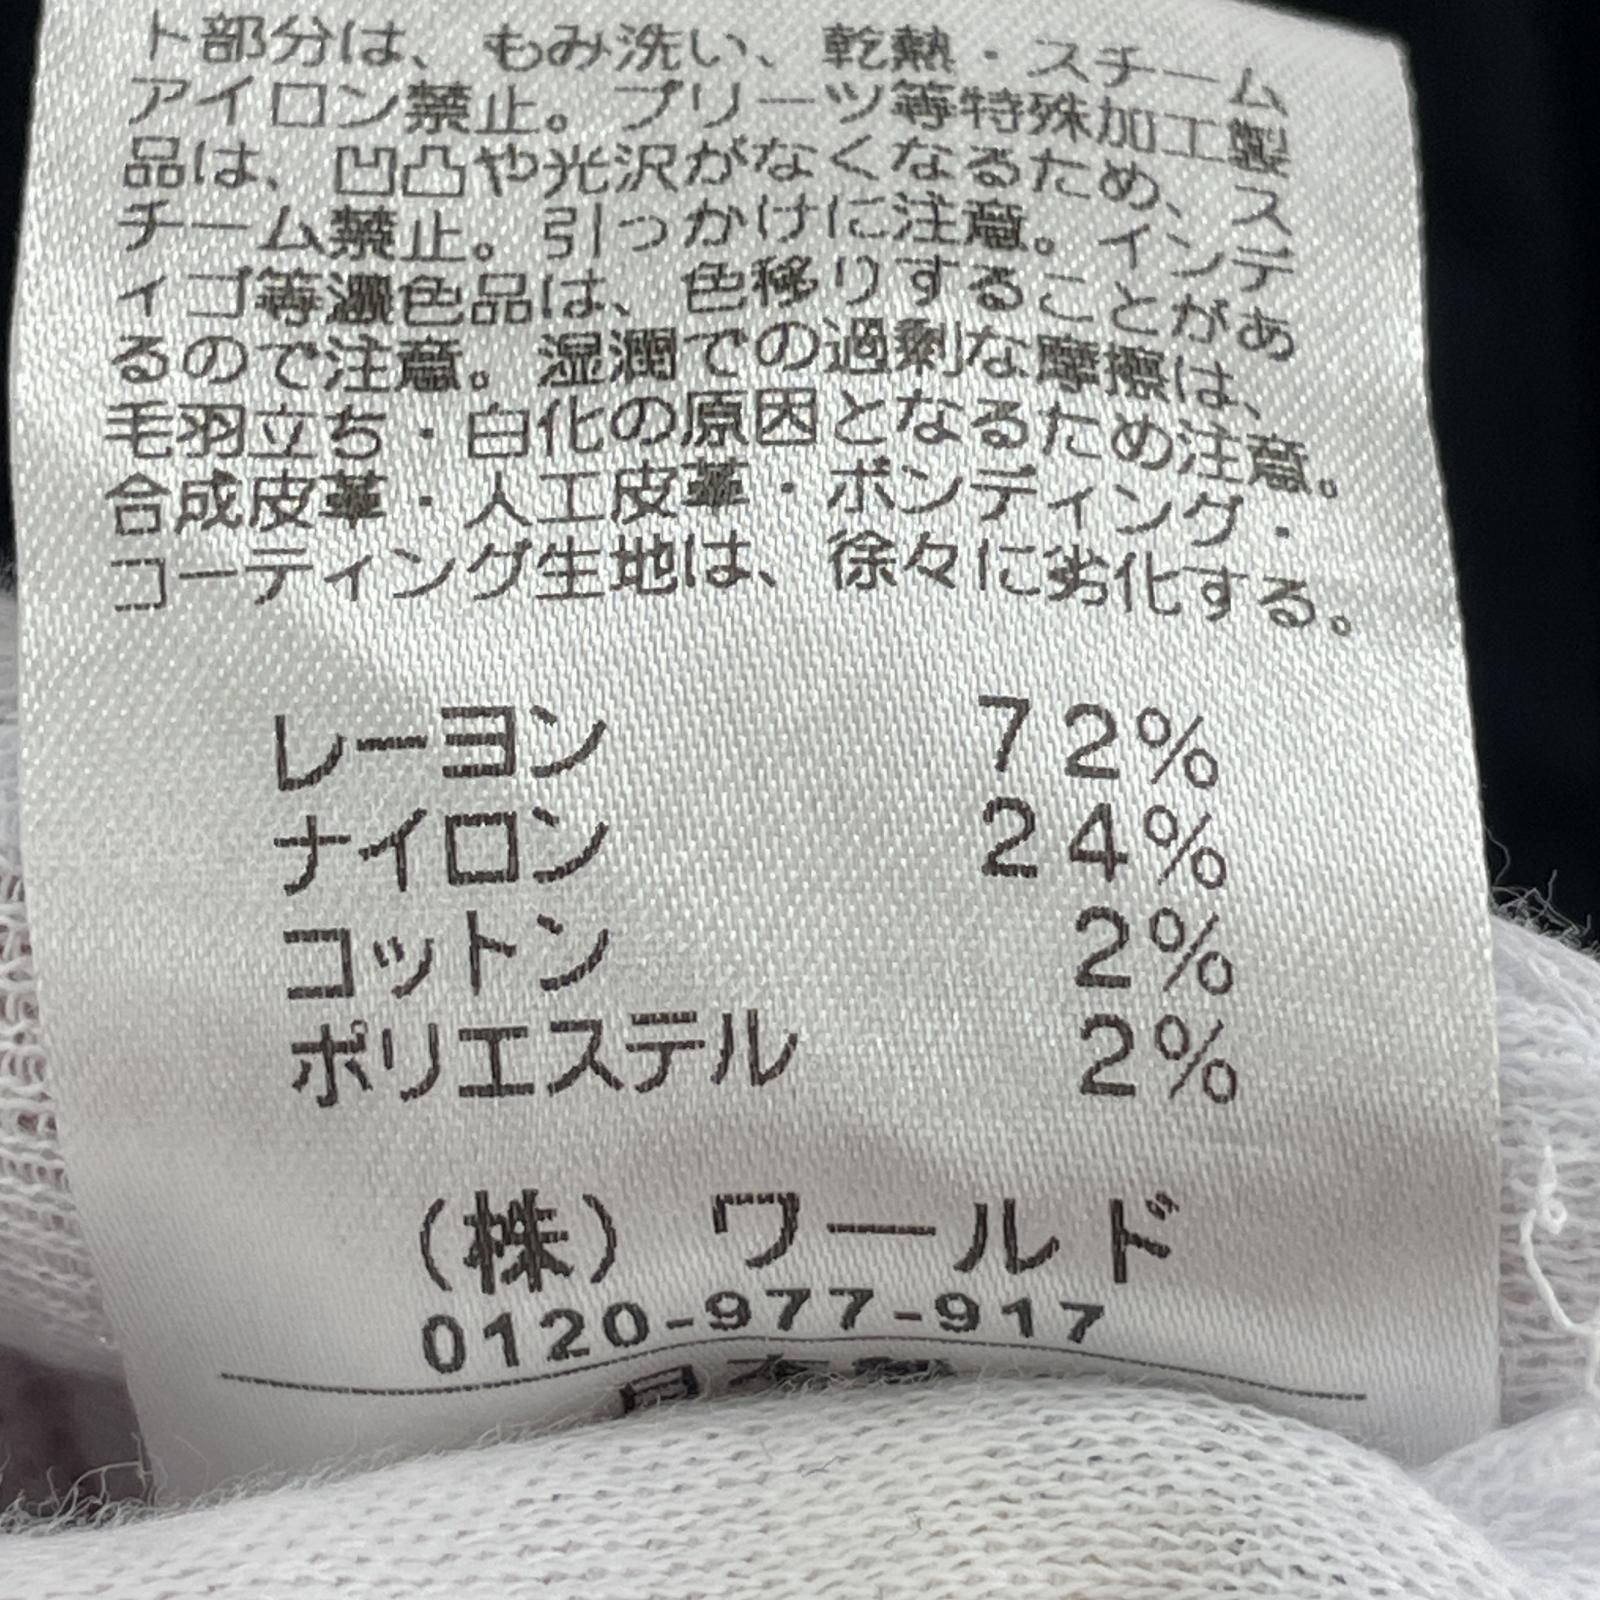 ト部分は、もみ洗い、乾熱・スチーム
アイロン禁止。プリーツ等特殊加工製
品は、凹凸や光沢がなくなるため、ス
チーム禁止。引っかけに注意。インデ
ィゴ等濃色品は、色移りすることがあ
るので注意。湿潤での過剰な摩擦は、
毛羽立ち・白化の原因となるため注意。
合成皮革・人工皮革・ボンディング・
コーティング生地は、徐々に劣化する。
レーヨン 72%
ナイロン 24%
コットン 2%
ポリエステル 2%
(株) ワールド
0120-977-917